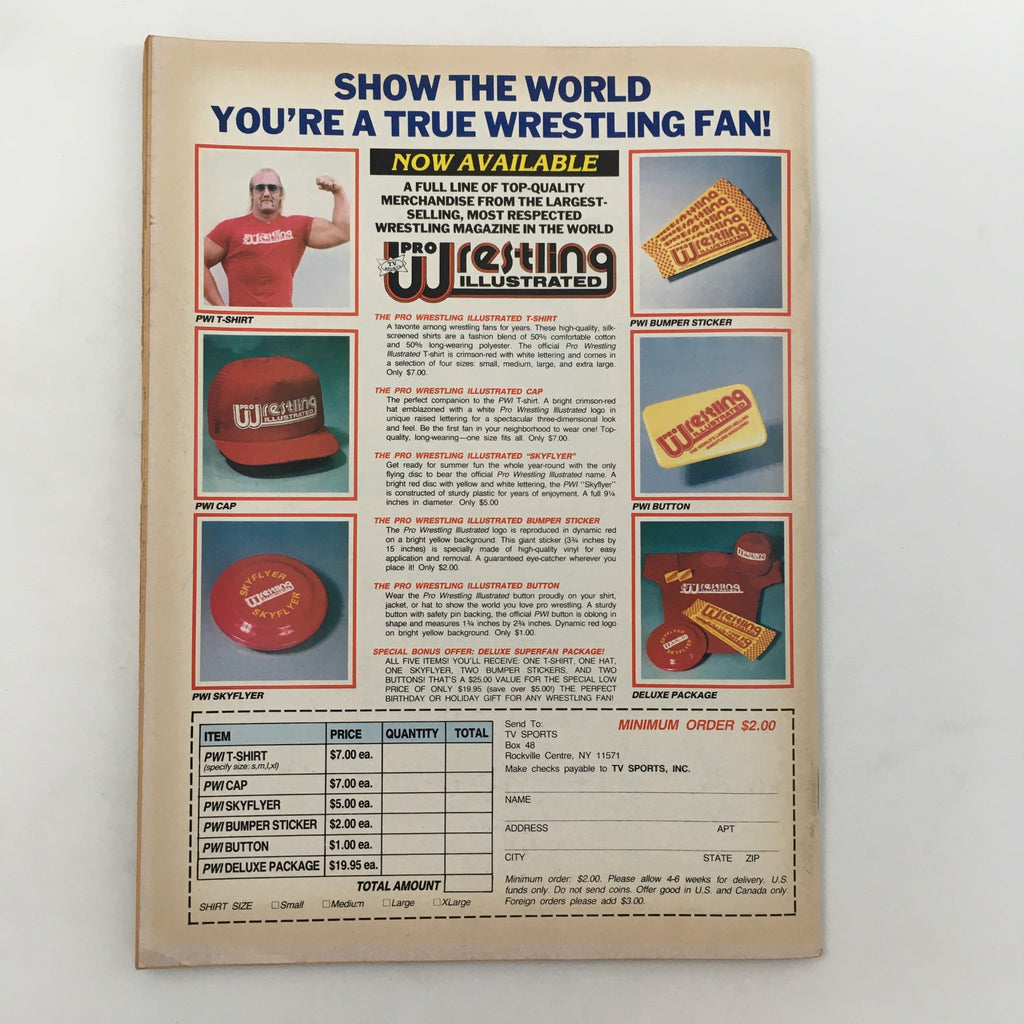 SHOW THE WORLD
YOU'RE A TRUE WRESTLING FAN!
NOW AVAILABLE
A FULL LINE OF TOP-QUALITY
MERCHANDISE FROM THE LARGEST-
SELLING, MOST RESPECTED
WRESTLING MAGAZINE IN THE WORLD
PRO
Wrestling
ILLUSTRATED
TV SPORTS
Wrestling
PWI T-SHIRT
PRO
Wrestling
ILLUSTRATED
PWI CAP
SKYFLYER
Wrestling
SKYFLYER
PWI SKYFLYER
THE PRO WRESTLING ILLUSTRATED T-SHIRT
A favorite among wrestling fans for years. These high-quality, silk-
screened shirts are a fashion blend of 50% comfortable cotton
and 50% long-wearing polyester. The official Pro Wrestling
Illustrated T-shirt is crimson-red with white lettering and comes in
a selection of four sizes: small, medium, large, and extra large.
Only $7.00.
THE PRO WRESTLING ILLUSTRATED CAP
The perfect companion to the PWI T-shirt. A bright crimson-red
hat emblazoned with a white Pro Wrestling Illustrated logo in
unique raised lettering for a spectacular three-dimensional look
and feel. Be the first fan in your neighborhood to wear one! Top-
quality, long-wearing—one size fits all. Only $7.00.
THE PRO WRESTLING ILLUSTRATED "SKYFLYER"
Get ready for summer fun the whole year-round with the only
flying disc to bear the official Pro Wrestling Illustrated name. A
bright red disc with yellow and white lettering, the PWI "Skyflyer"
is constructed of sturdy plastic for years of enjoyment. A full 9¼
inches in diameter. Only $5.00
THE PRO WRESTLING ILLUSTRATED BUMPER STICKER
The Pro Wrestling Illustrated logo is reproduced in dynamic red
on a bright yellow background. This giant sticker (3¾ inches by
15 inches) is specially made of high-quality vinyl for easy
application and removal. A guaranteed eye-catcher wherever you
place it! Only $2.00.
THE PRO WRESTLING ILLUSTRATED BUTTON
Wear the Pro Wrestling Illustrated button proudly on your shirt,
jacket, or hat to show the world you love pro wrestling. A sturdy
button with safety pin backing, the official PWI button is oblong in
shape and measures 1¾ inches by 2¾ inches. Dynamic red logo
on bright yellow background. Only $1.00.
SPECIAL BONUS OFFER: DELUXE SUPERFAN PACKAGE!
ALL FIVE ITEMS! YOU'LL RECEIVE: ONE T-SHIRT, ONE HAT,
ONE SKYFLYER, TWO BUMPER STICKERS, AND TWO
BUTTONS! THAT'S A $25.00 VALUE FOR THE SPECIAL LOW
PRICE OF ONLY $19.95 (save over $5.00!) THE PERFECT
BIRTHDAY OR HOLIDAY GIFT FOR ANY WRESTLING FAN!
Wrestling
ILLUSTRATED
PWI BUMPER STICKER
Wrestling
ILLUSTRATED
THE WORLD'S LARGEST-SELLING
WRESTLING MAGAZINE
PWI BUTTON
Wrestling
Wrestling
Wrestling
SKYFLYER
DELUXE PACKAGE
ITEM PRICE QUANTITY TOTAL
PWI T-SHIRT $7.00 ea.
(specify size: s,m,l,xl)
PWI CAP $7.00 ea.
PWI SKYFLYER $5.00 ea.
PWI BUMPER STICKER $2.00 ea.
PWI BUTTON $1.00 ea.
PWI DELUXE PACKAGE $19.95 ea.
TOTAL AMOUNT
SHIRT SIZE Small Medium Large XLarge
Send To:
TV SPORTS
Box 48
Rockville Centre, NY 11571
MINIMUM ORDER $2.00
Make checks payable to TV SPORTS, INC.
NAME
ADDRESS APT
CITY STATE ZIP
Minimum order: $2.00. Please allow 4-6 weeks for delivery. U.S.
funds only. Do not send coins. Offer good in U.S. and Canada only
Foreign orders please add $3.00.